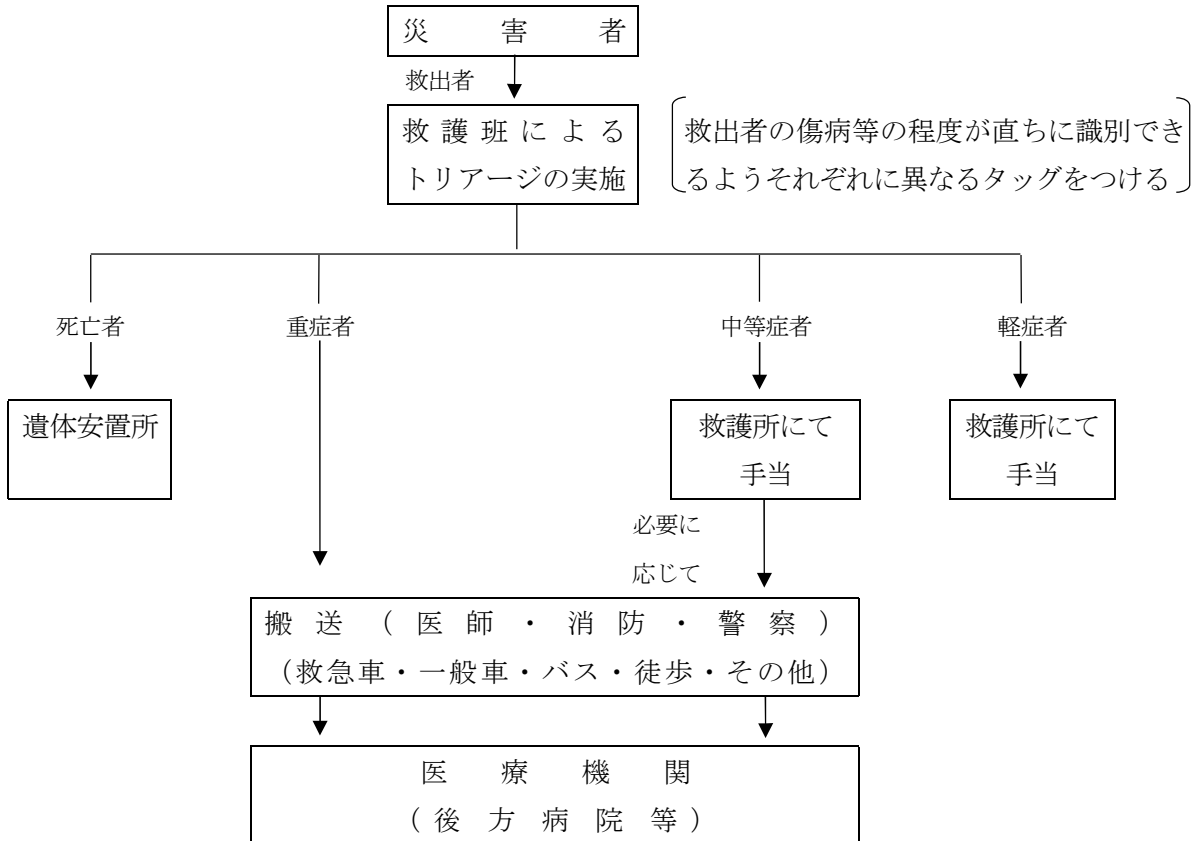 災害者
救出者
救護班による
トリアージの実施
救出者の傷病等の程度が直ちに識別でき
るようそれぞれに異なるタッグをつける
死亡者
重症者
中等症者
軽症者
遺体安置所
救護所にて
手当
救護所にて
手当
必要に
応じて
搬送（医師・消防・警察）
（救急車・一般車・バス・徒歩・その他）
医療機関
（後方病院等）